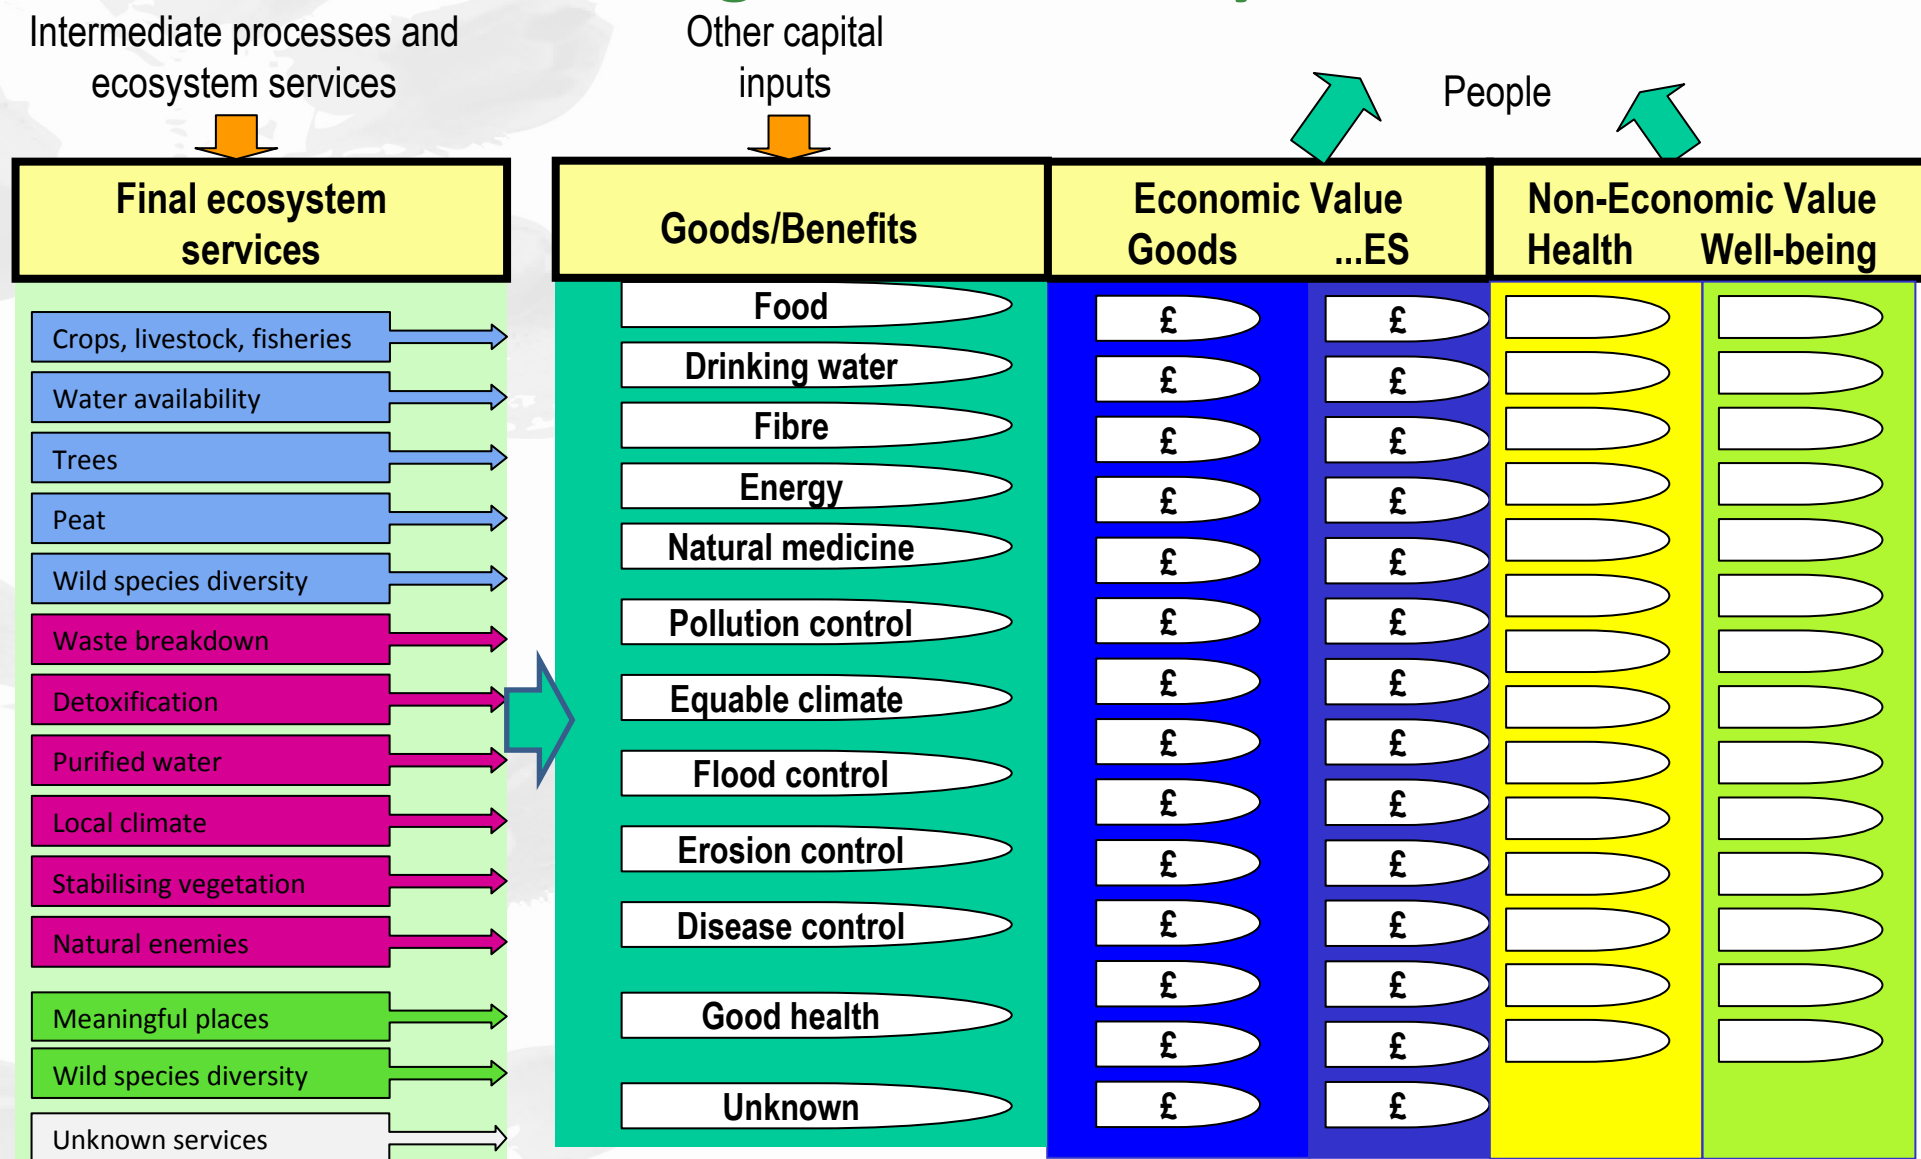 Intermediate processes and
ecosystem services
Other capital
inputs
People
Final ecosystem
services
Goods/Benefits
Economic Value
Goods ...ES
Non-Economic Value
Health Well-being
Crops, livestock, fisheries
Water availability
Trees
Peat
Wild species diversity
Waste breakdown
Detoxification
Purified water
Local climate
Stabilising vegetation
Natural enemies
Meaningful places
Wild species diversity
Unknown services
Food
Drinking water
Fibre
Energy
Natural medicine
Pollution control
Equable climate
Flood control
Erosion control
Disease control
Good health
Unknown
£ £
£ £
£ £
£ £
£ £
£ £
£ £
£ £
£ £
£ £
£ £
£ £
£ £
£ £